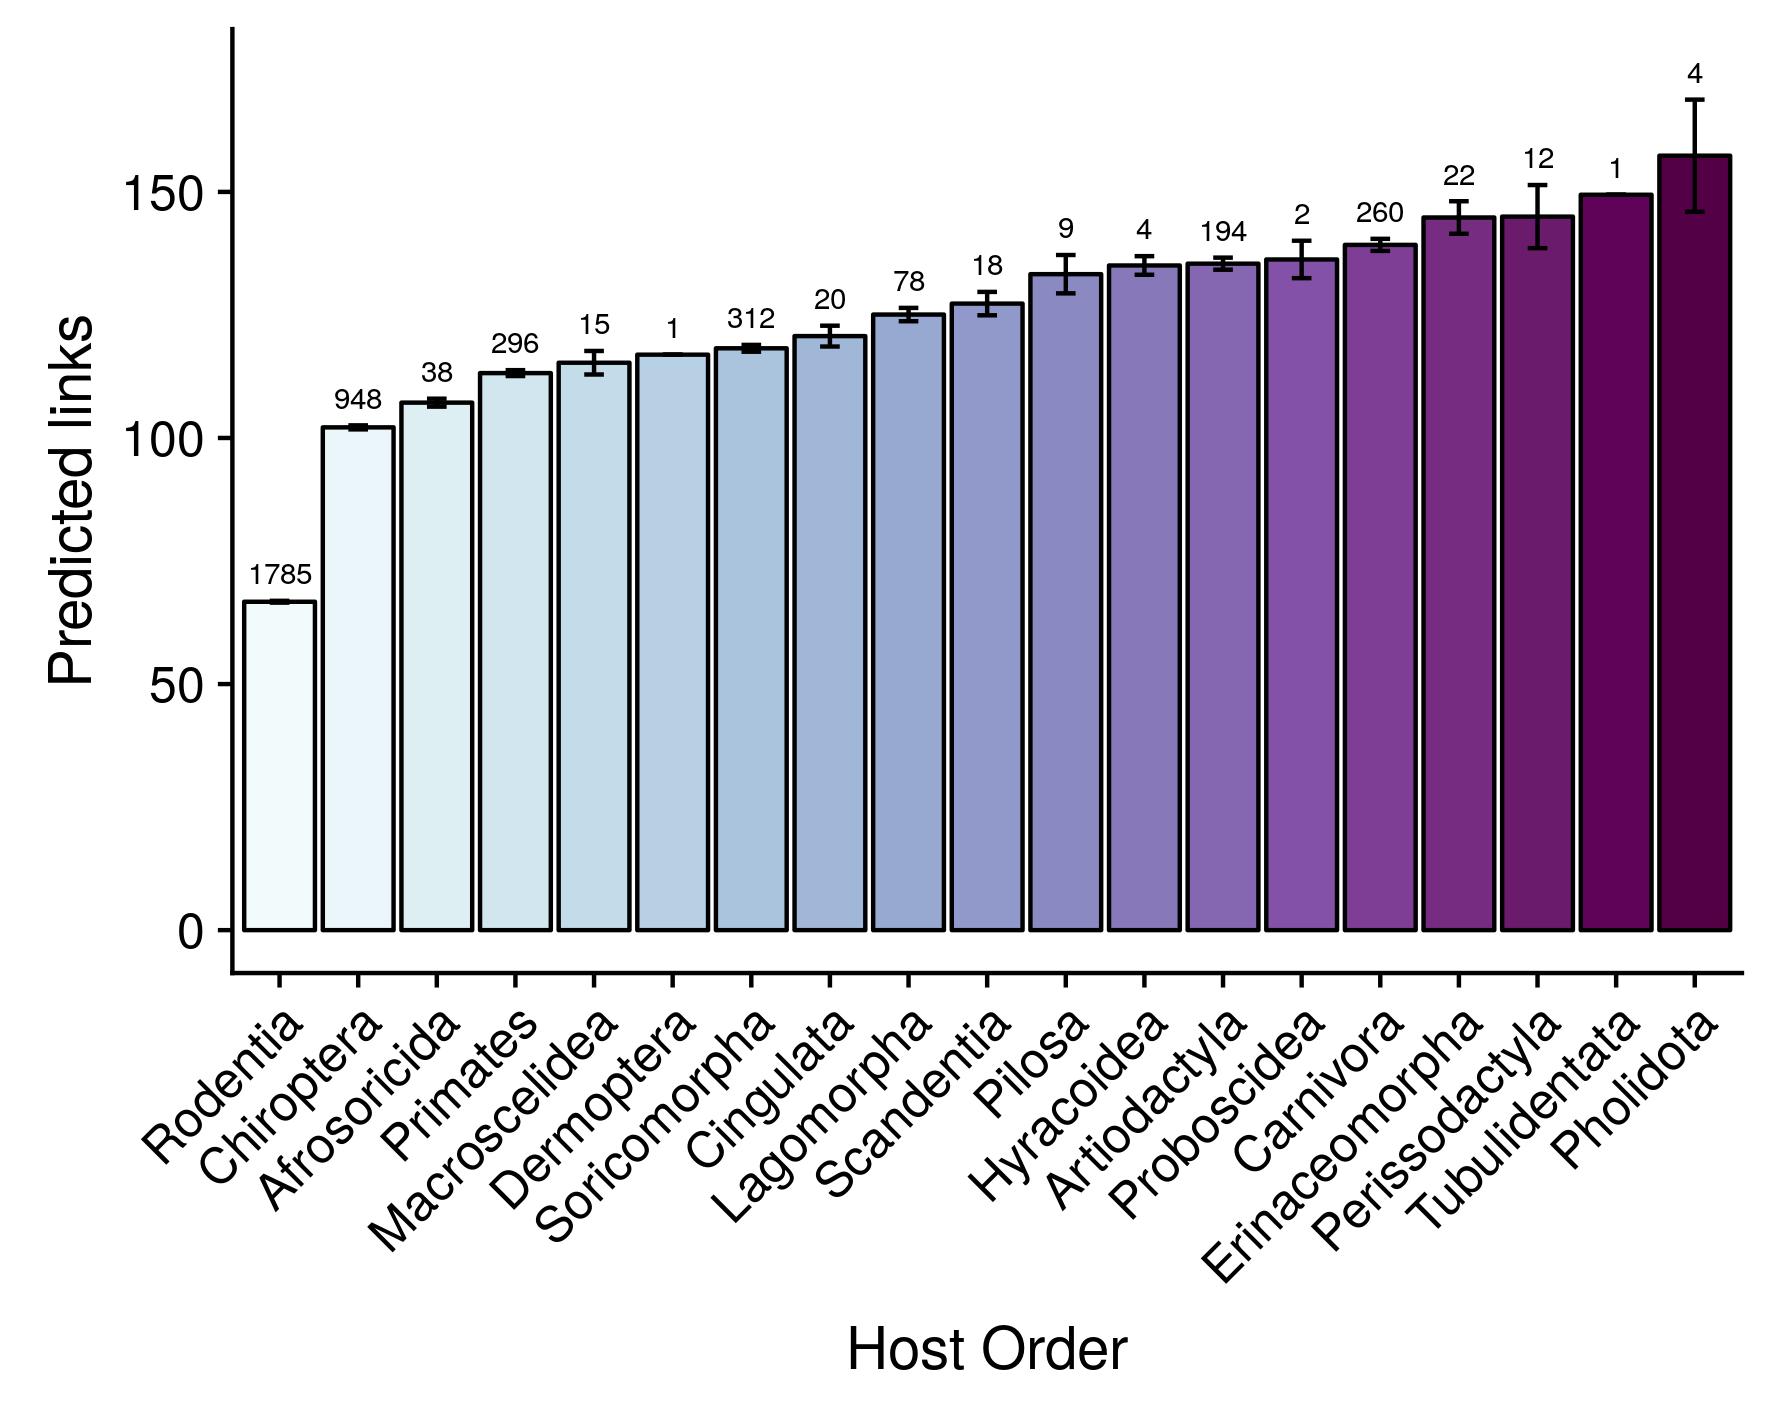 Predicted links
150
100
50
0
1785
948
38
296
15
1
312
20
78
18
9
4
194
2
260
22
12
1
4
Rodentia
Chiroptera
Afrosoricida
Primates
Macroscelidea
Dermoptera
Soricomorpha
Cingulata
Lagomorpha
Scandentia
Pilosa
Hyracoidea
Artiodactyla
Proboscidea
Carnivora
Erinaceomorpha
Perissodactyla
Tubulidentata
Pholidota
Host Order